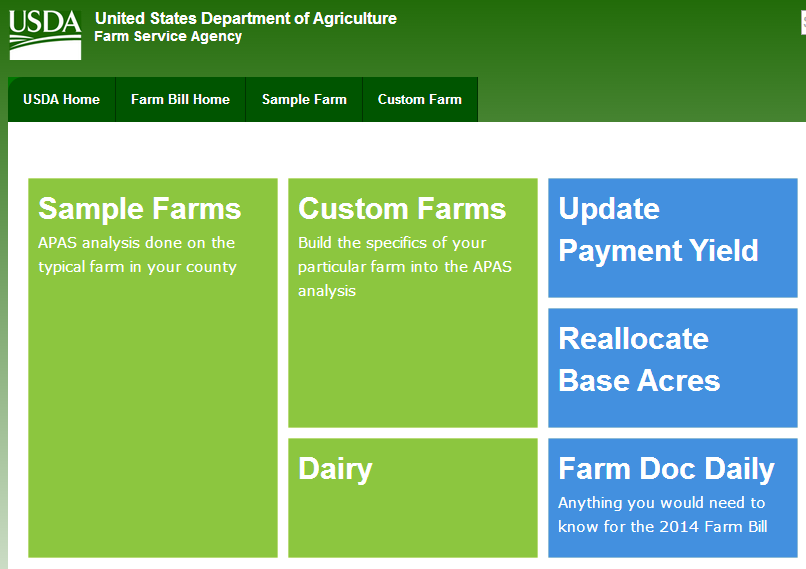 USDA
United States Department of Agriculture
Farm Service Agency
USDA Home
Farm Bill Home
Sample Farm
Custom Farm
Sample Farms
APAS analysis done on the
typical farm in your county
Custom Farms
Build the specifics of your
particular farm into the APAS
analysis
Update
Payment Yield
Reallocate
Base Acres
Dairy
Farm Doc Daily
Anything you would need to
know for the 2014 Farm Bill